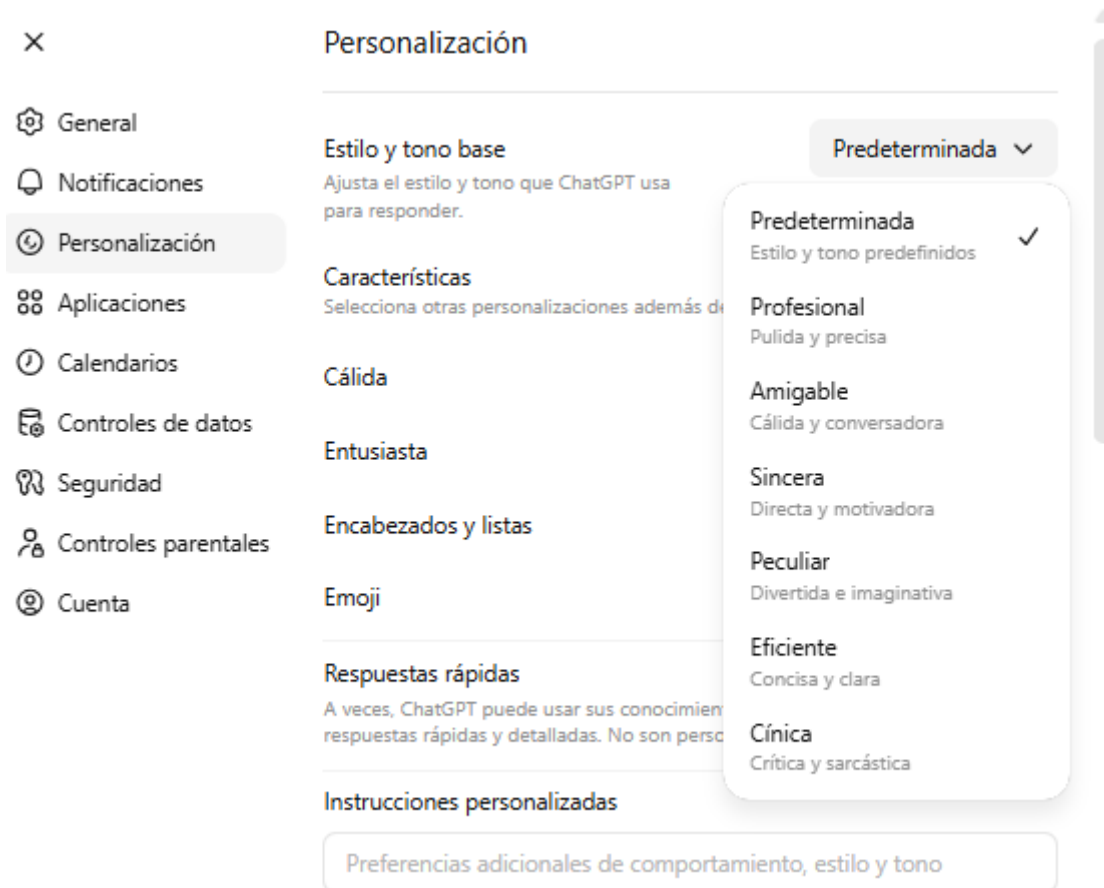 Personalización
General
Notificaciones
Personalización
Aplicaciones
Calendarios
Controles de datos
Seguridad
Controles parentales
Cuenta
Estilo y tono base
Ajusta el estilo y tono que ChatGPT usa
para responder.
Predeterminada
Características
Selecciona otras personalizaciones además
Cálida
Entusiasta
Encabezados y listas
Emoji
Respuestas rápidas
A veces, ChatGPT puede usar sus
respuestas rápidas y detalladas. No son
Instrucciones personalizadas
Preferencias adicionales de comportamiento, estilo y tono
Predeterminada
Estilo y tono predefinidos
Profesional
Pulida y precisa
Amigable
Cálida y conversadora
Sincera
Directa y motivadora
Peculiar
Divertida e imaginativa
Eficiente
Concisa y clara
Cínica
Crítica y sarcástica